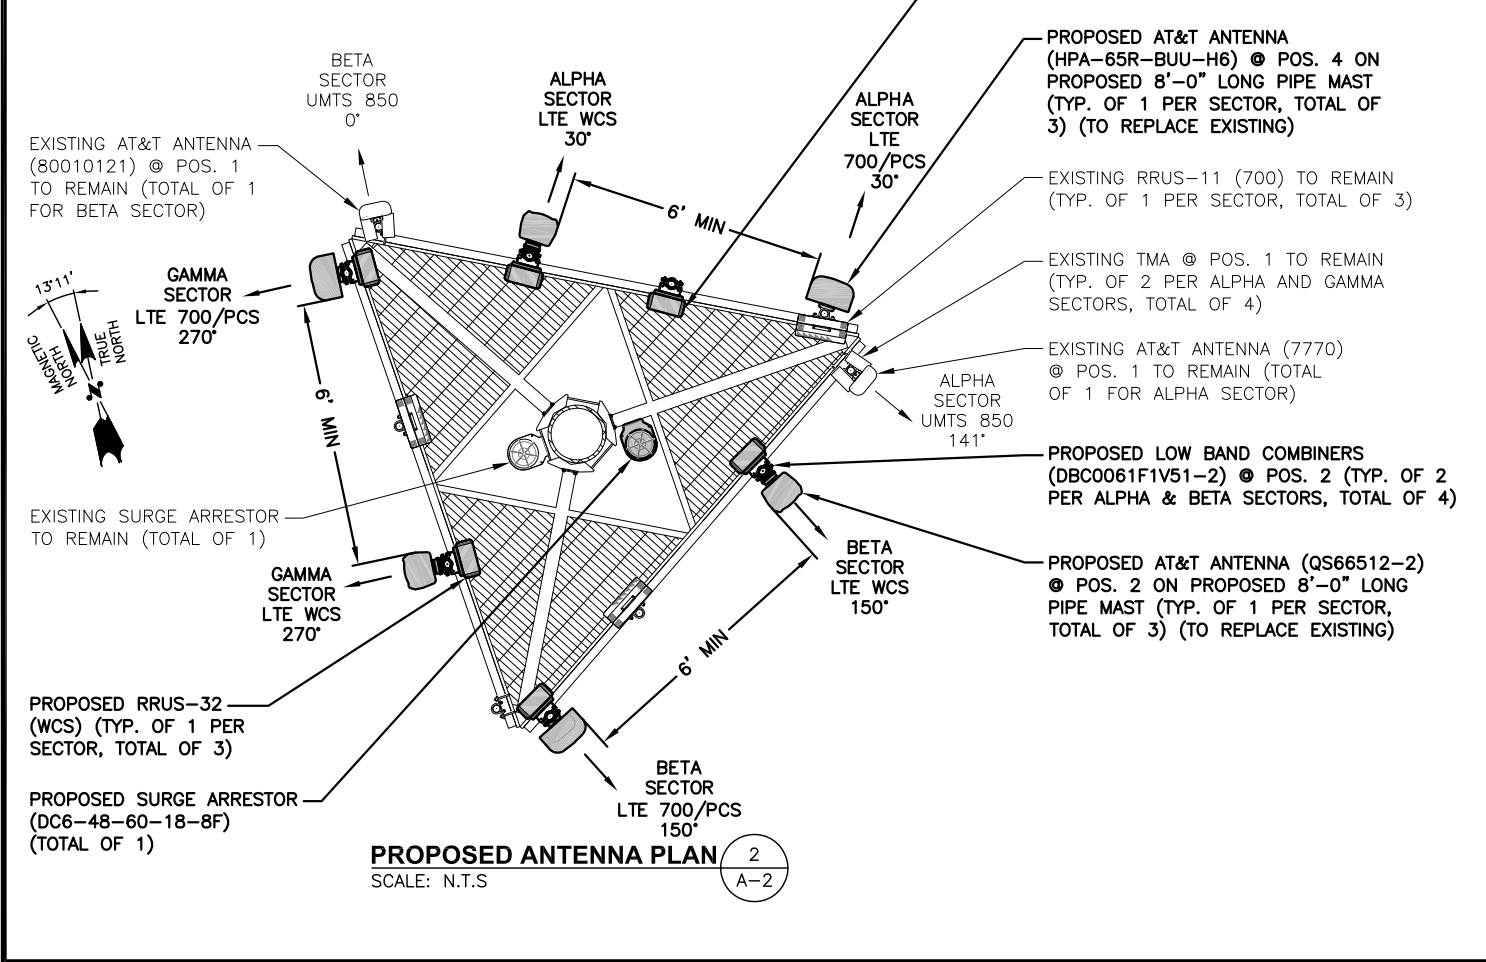 BETA
SECTOR
UMTS 850
0°
EXISTING AT&T ANTENNA
(80010121) @ POS. 1
TO REMAIN (TOTAL OF 1
FOR BETA SECTOR)
ALPHA
SECTOR
LTE WCS
30°
ALPHA
SECTOR
LTE
700/PCS
30°
6' MIN
GAMMA
SECTOR
LTE 700/PCS
270°
13°11'
MAGNETIC
NORTH
TRUE
NORTH
N
6' MIN
EXISTING SURGE ARRESTOR
TO REMAIN (TOTAL OF 1)
GAMMA
SECTOR
LTE WCS
270°
PROPOSED RRUS-32
(WCS) (TYP. OF 1 PER
SECTOR, TOTAL OF 3)
PROPOSED SURGE ARRESTOR
(DC6-48-60-18-8F)
(TOTAL OF 1)
PROPOSED AT&T ANTENNA
(HPA-65R-BUU-H6) @ POS. 4 ON
PROPOSED 8'-0" LONG PIPE MAST
(TYP. OF 1 PER SECTOR, TOTAL OF
3) (TO REPLACE EXISTING)
EXISTING RRUS-11 (700) TO REMAIN
(TYP. OF 1 PER SECTOR, TOTAL OF 3)
EXISTING TMA @ POS. 1 TO REMAIN
(TYP. OF 2 PER ALPHA AND GAMMA
SECTORS, TOTAL OF 4)
EXISTING AT&T ANTENNA (7770)
@ POS. 1 TO REMAIN (TOTAL
OF 1 FOR ALPHA SECTOR)
ALPHA
SECTOR
UMTS 850
141°
PROPOSED LOW BAND COMBINERS
(DBC0061F1V51-2) @ POS. 2 (TYP. OF 2
PER ALPHA & BETA SECTORS, TOTAL OF 4)
BETA
SECTOR
LTE WCS
150°
PROPOSED AT&T ANTENNA (QS66512-2)
@ POS. 2 ON PROPOSED 8'-0" LONG
PIPE MAST (TYP. OF 1 PER SECTOR,
TOTAL OF 3) (TO REPLACE EXISTING)
6' MIN
BETA
SECTOR
LTE 700/PCS
150°
PROPOSED ANTENNA PLAN
SCALE: N.T.S
2
A-2